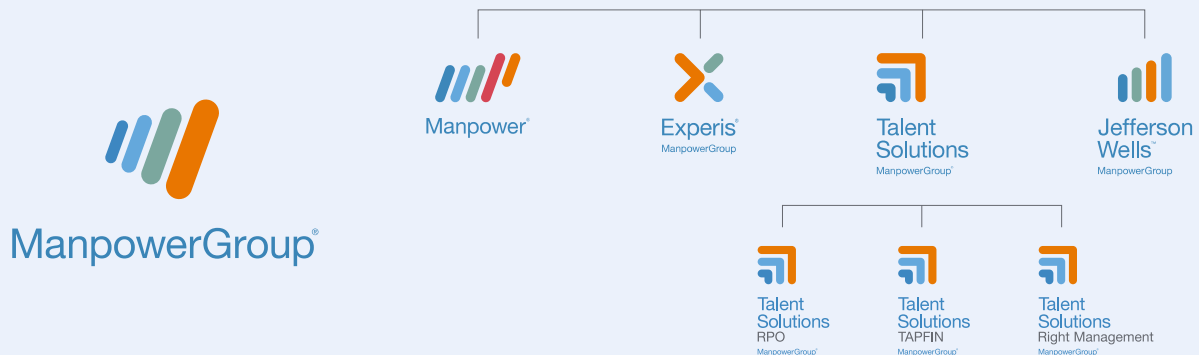 ManpowerGroup®
Manpower®
Experis®
ManpowerGroup
Talent
Solutions
ManpowerGroup®
Jefferson
Wells™
ManpowerGroup
Talent
Solutions
RPO
ManpowerGroup®
Talent
Solutions
TAPFIN
ManpowerGroup®
Talent
Solutions
Right Management
ManpowerGroup®